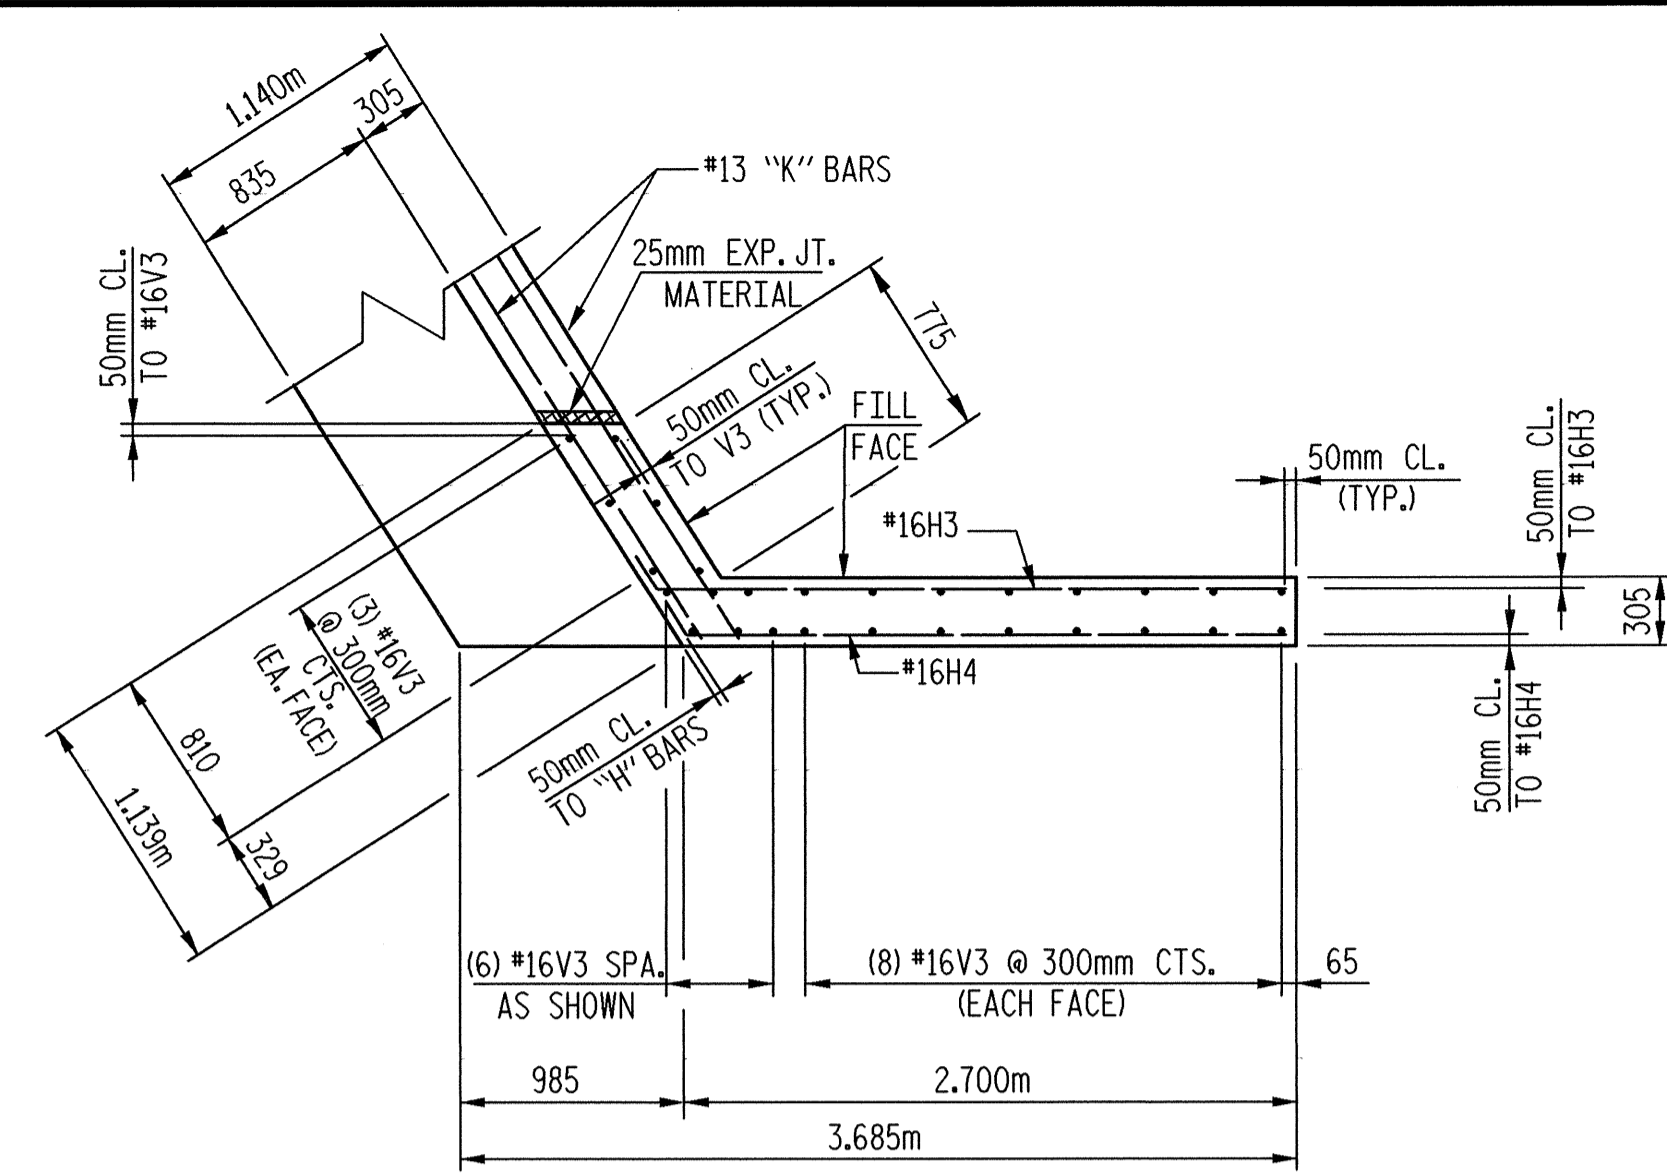 1.140m
305
835
#13 "K" BARS
25mm EXP. JT.
MATERIAL
50mm CL.
TO #16V3
775
50mm CL.
TO V3 (TYP.)
FILL
FACE
50mm CL.
(TYP.)
50mm CL.
TO #16H3
#16H3
305
#16H4
50mm CL.
TO #16H4
(3) #16V3
@ 300mm
CTS.
(EA. FACE)
50mm CL.
TO "H" BARS
810
1.139m
329
(6) #16V3 SPA.
AS SHOWN
(8) #16V3 @ 300mm CTS.
(EACH FACE)
65
985
2.700m
3.685m